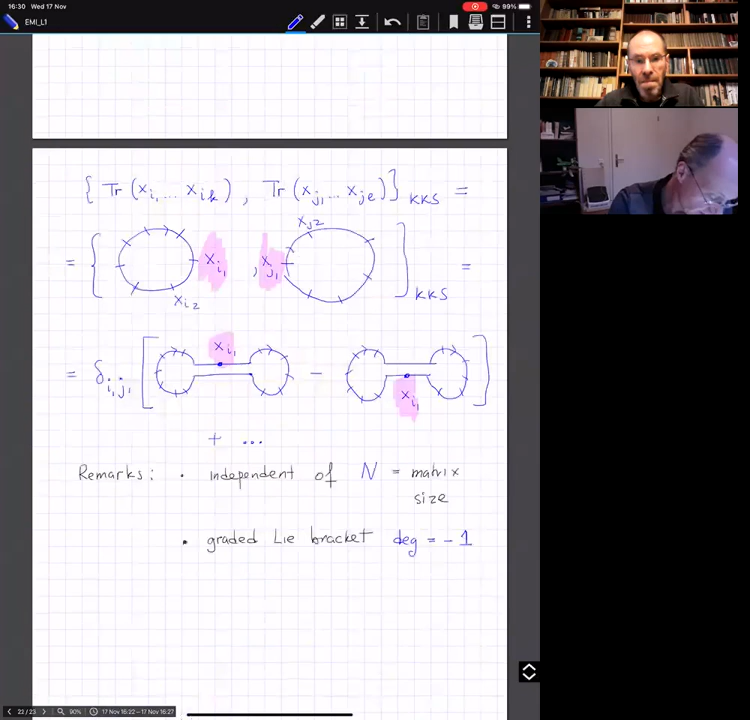 16:30 Wed 17 Nov
99%
EMI_L1
{ Tr (x_{i_1} ... x_{i_k}) , Tr (x_{j_1} ... x_{j_e}) }_{KKS} =
x_{j_2}
= { x_{i_1} , x_{j_1} }_{KKS} =
x_{i_2}
x_{i_1}
= δ_{i_1 j_1} [ - ]
x_{i_1}
+ ...
Remarks: · independent of N = matrix
size
· graded Lie bracket deg = -1
22/23 90% 17 Nov 16:22 – 17 Nov 16:27